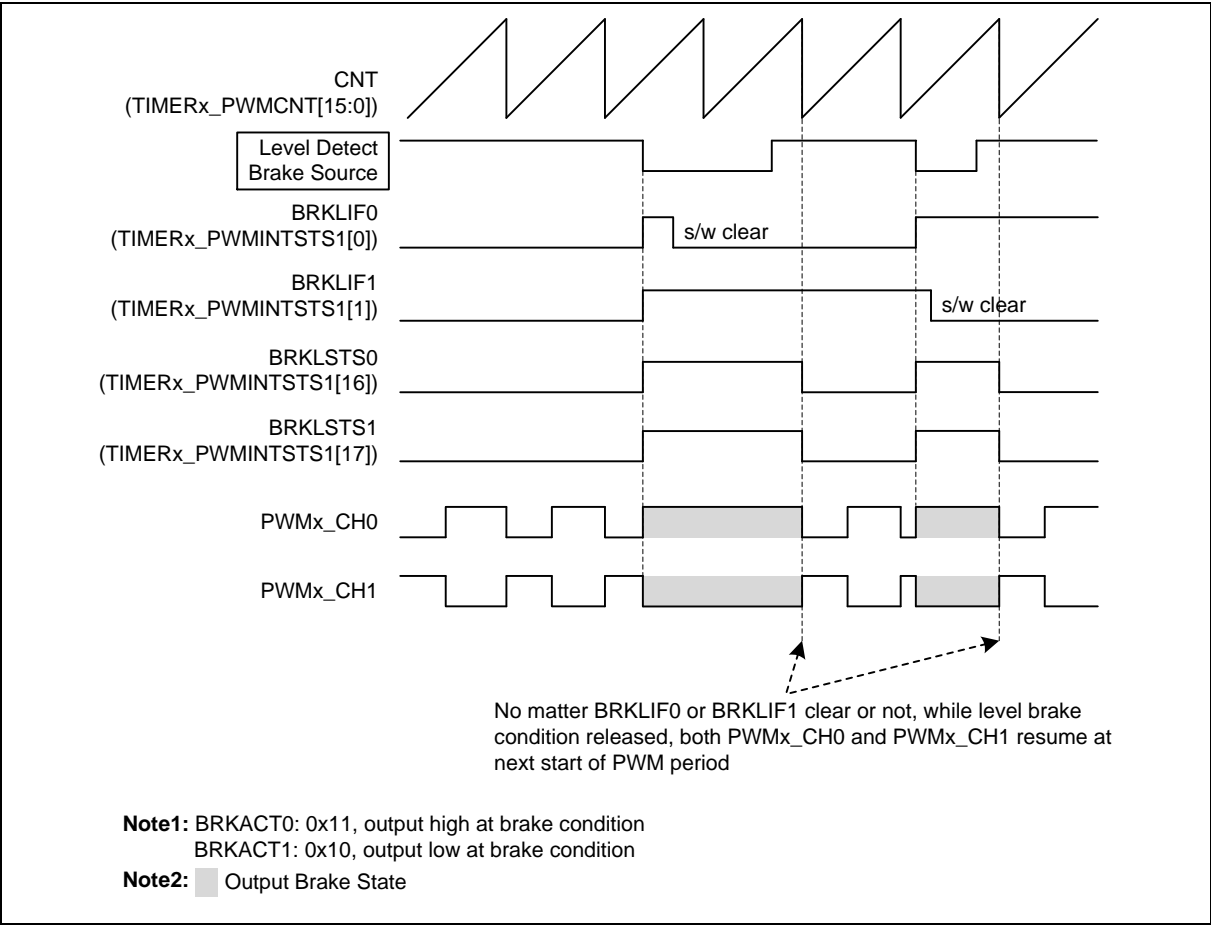 CNT
(TIMERx_PWMCNT[15:0])
Level Detect
Brake Source
BRKLIF0
(TIMERx_PWMINTSTS1[0])
s/w clear
BRKLIF1
(TIMERx_PWMINTSTS1[1])
s/w clear
BRKLSTS0
(TIMERx_PWMINTSTS1[16])
BRKLSTS1
(TIMERx_PWMINTSTS1[17])
PWMx_CH0
PWMx_CH1
No matter BRKLIF0 or BRKLIF1 clear or not, while level brake
condition released, both PWMx_CH0 and PWMx_CH1 resume at
next start of PWM period
Note1: BRKACT0: 0x11, output high at brake condition
BRKACT1: 0x10, output low at brake condition
Note2: Output Brake State